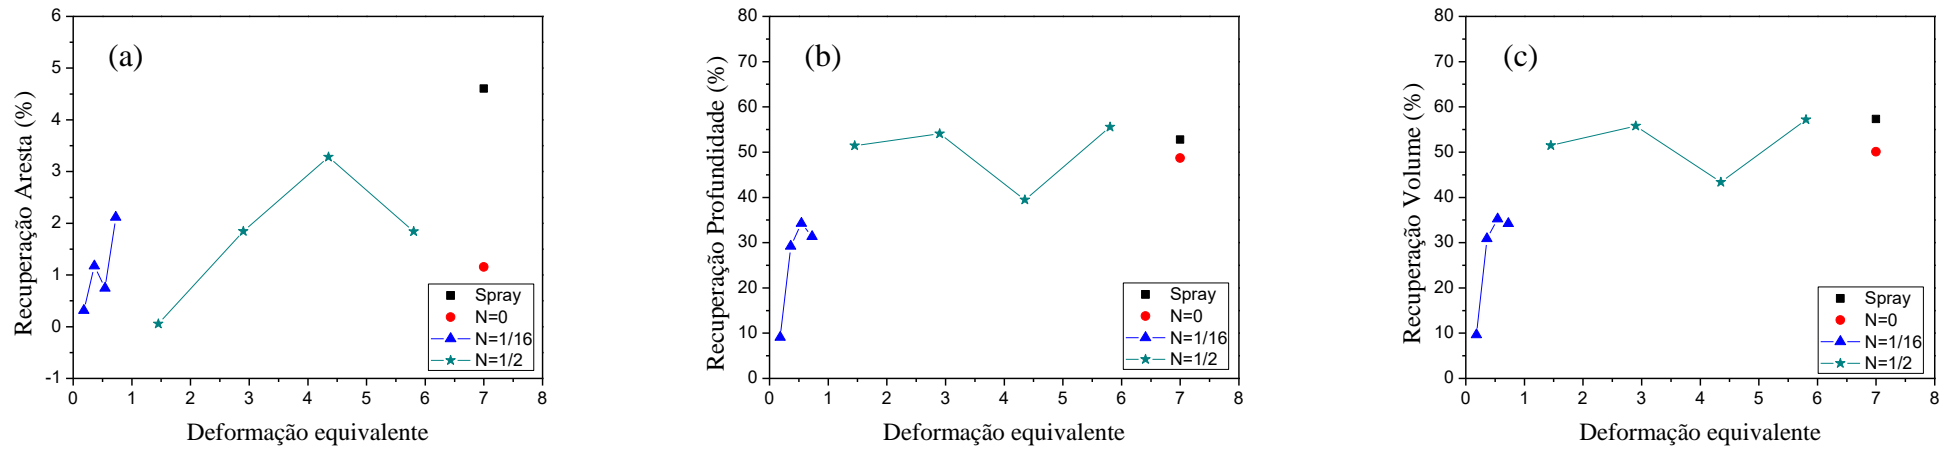 (a)
Recuperação Aresta (%)
6
5
4
3
2
1
0
-1
0 1 2 3 4 5 6 7 8
Deformação equivalente
Spray
N=0
N=1/16
N=1/2
(b)
Recuperação Profundidade (%)
80
70
60
50
40
30
20
10
0
0 1 2 3 4 5 6 7 8
Deformação equivalente
Spray
N=0
N=1/16
N=1/2
(c)
Recuperação Volume (%)
80
70
60
50
40
30
20
10
0
0 1 2 3 4 5 6 7 8
Deformação equivalente
Spray
N=0
N=1/16
N=1/2